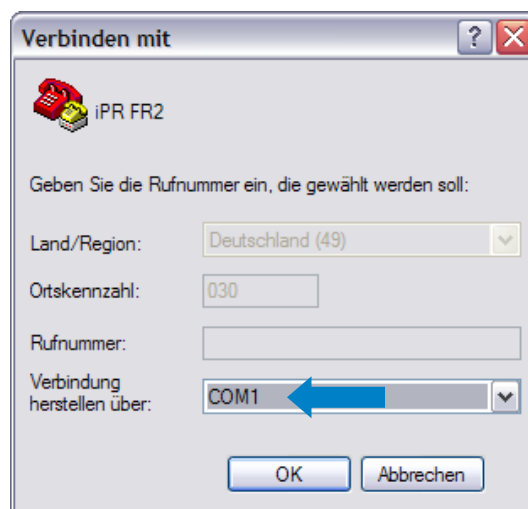 Verbinden mit
iPR FR2
Geben Sie die Rufnummer ein, die gewählt werden soll:
Land/Region: Deutschland (49)
Ortskennzahl: 030
Rufnummer:
Verbindung
herstellen über: COM1
OK Abbrechen